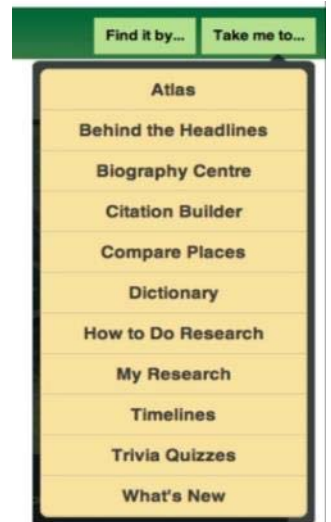 Find it by... Take me to...
Atlas
Behind the Headlines
Biography Centre
Citation Builder
Compare Places
Dictionary
How to Do Research
My Research
Timelines
Trivia Quizzes
What's New